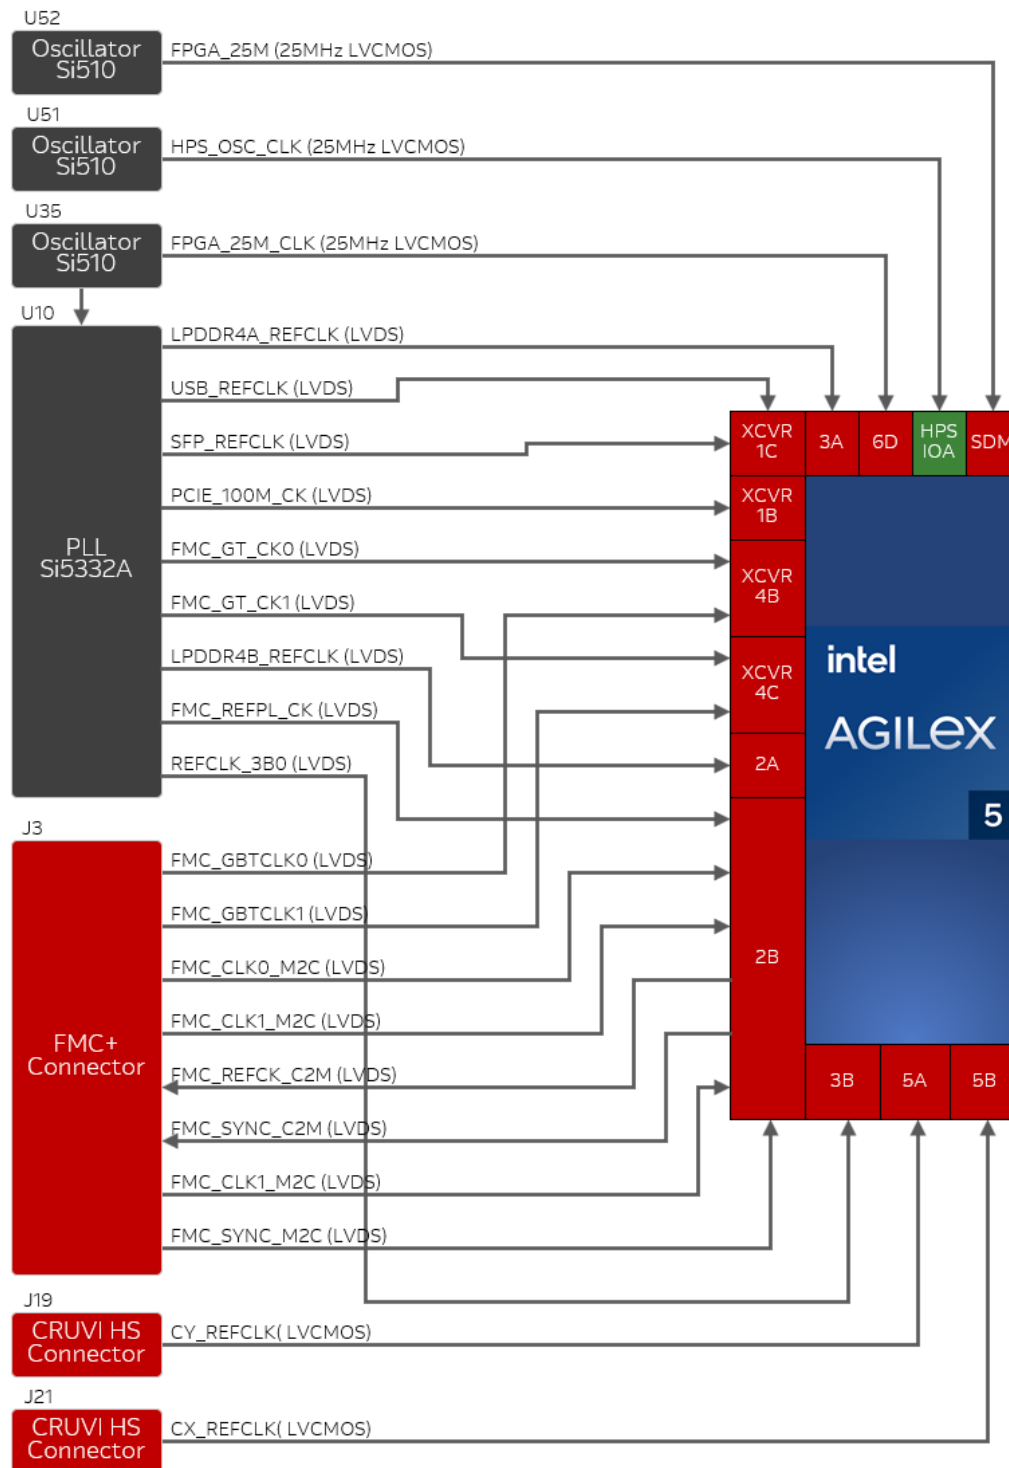 U52
Oscillator
Si510
FPGA_25M (25MHz LVCMOS)
U51
Oscillator
Si510
HPS_OSC_CLK (25MHz LVCMOS)
U35
Oscillator
Si510
FPGA_25M_CLK (25MHz LVCMOS)
U10
PLL
Si5332A
LPDDR4A_REFCLK (LVDS)
USB_REFCLK (LVDS)
SFP_REFCLK (LVDS)
PCIE_100M_CK (LVDS)
FMC_GT_CK0 (LVDS)
FMC_GT_CK1 (LVDS)
LPDDR4B_REFCLK (LVDS)
FMC_REFPL_CK (LVDS)
REFCLK_3B0 (LVDS)
J3
FMC+
Connector
FMC_GBTCLK0 (LVDS)
FMC_GBTCLK1 (LVDS)
FMC_CLK0_M2C (LVDS)
FMC_CLK1_M2C (LVDS)
FMC_REFCK_C2M (LVDS)
FMC_SYNC_C2M (LVDS)
FMC_CLK1_M2C (LVDS)
FMC_SYNC_M2C (LVDS)
J19
CRUVI HS
Connector
CY_REFCLK( LVCMOS)
J21
CRUVI HS
Connector
CX_REFCLK( LVCMOS)
XCVR
1C
3A
6D
HPS
IOA
SDM
XCVR
1B
XCVR
4B
XCVR
4C
2A
2B
3B
5A
5B
intel
AGILEX
5